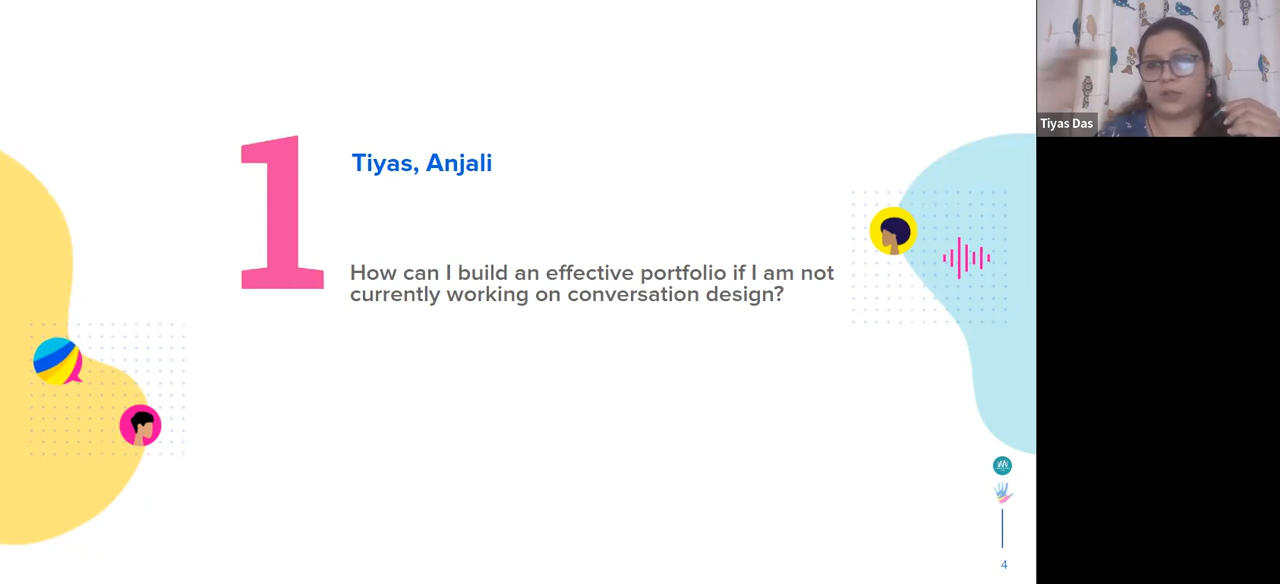 1
Tiyas, Anjali
How can I build an effective portfolio if I am not
currently working on conversation design?
Tiyas Das
4